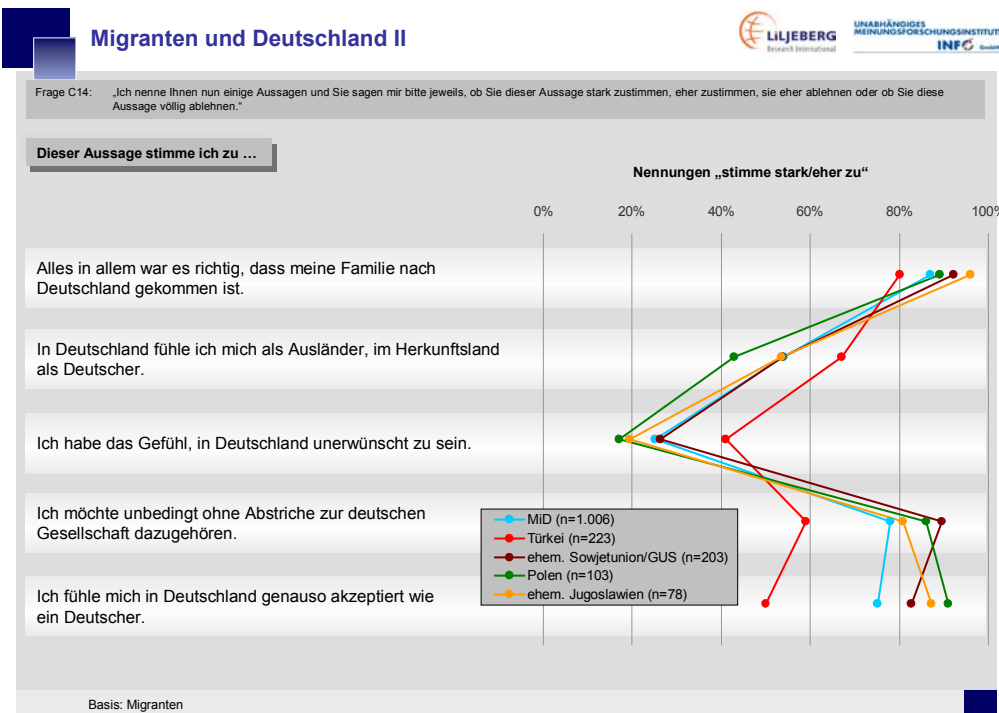 Migranten und Deutschland II
LiLJEBERG
Research International
UNABHÄNGIGES
MEINUNGSFORSCHUNGSINSTITUT
INFO GmbH
Frage C14: „Ich nenne Ihnen nun einige Aussagen und Sie sagen mir bitte jeweils, ob Sie dieser Aussage stark zustimmen, eher zustimmen, sie eher ablehnen oder ob Sie diese
Aussage völlig ablehnen.“
Dieser Aussage stimme ich zu …
Nennungen „stimme stark/eher zu“
0% 20% 40% 60% 80% 100%
Alles in allem war es richtig, dass meine Familie nach
Deutschland gekommen ist.
In Deutschland fühle ich mich als Ausländer, im Herkunftsland
als Deutscher.
Ich habe das Gefühl, in Deutschland unerwünscht zu sein.
Ich möchte unbedingt ohne Abstriche zur deutschen
Gesellschaft dazugehören.
MiD (n=1.006)
Türkei (n=223)
ehem. Sowjetunion/GUS (n=203)
Polen (n=103)
ehem. Jugoslawien (n=78)
Ich fühle mich in Deutschland genauso akzeptiert wie
ein Deutscher.
Basis: Migranten